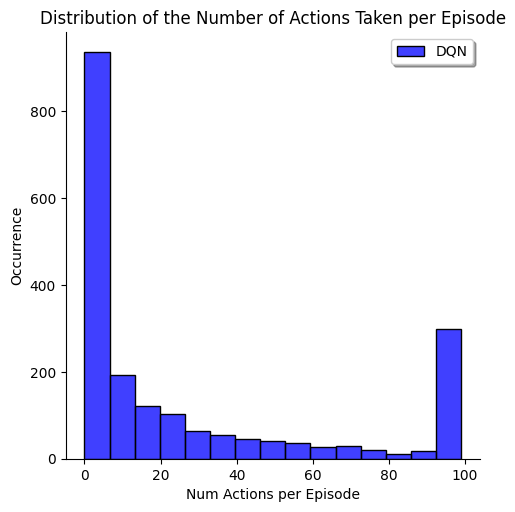 Distribution of the Number of Actions Taken per Episode
DQN
800
600
400
200
0
Occurrence
0 20 40 60 80 100
Num Actions per Episode